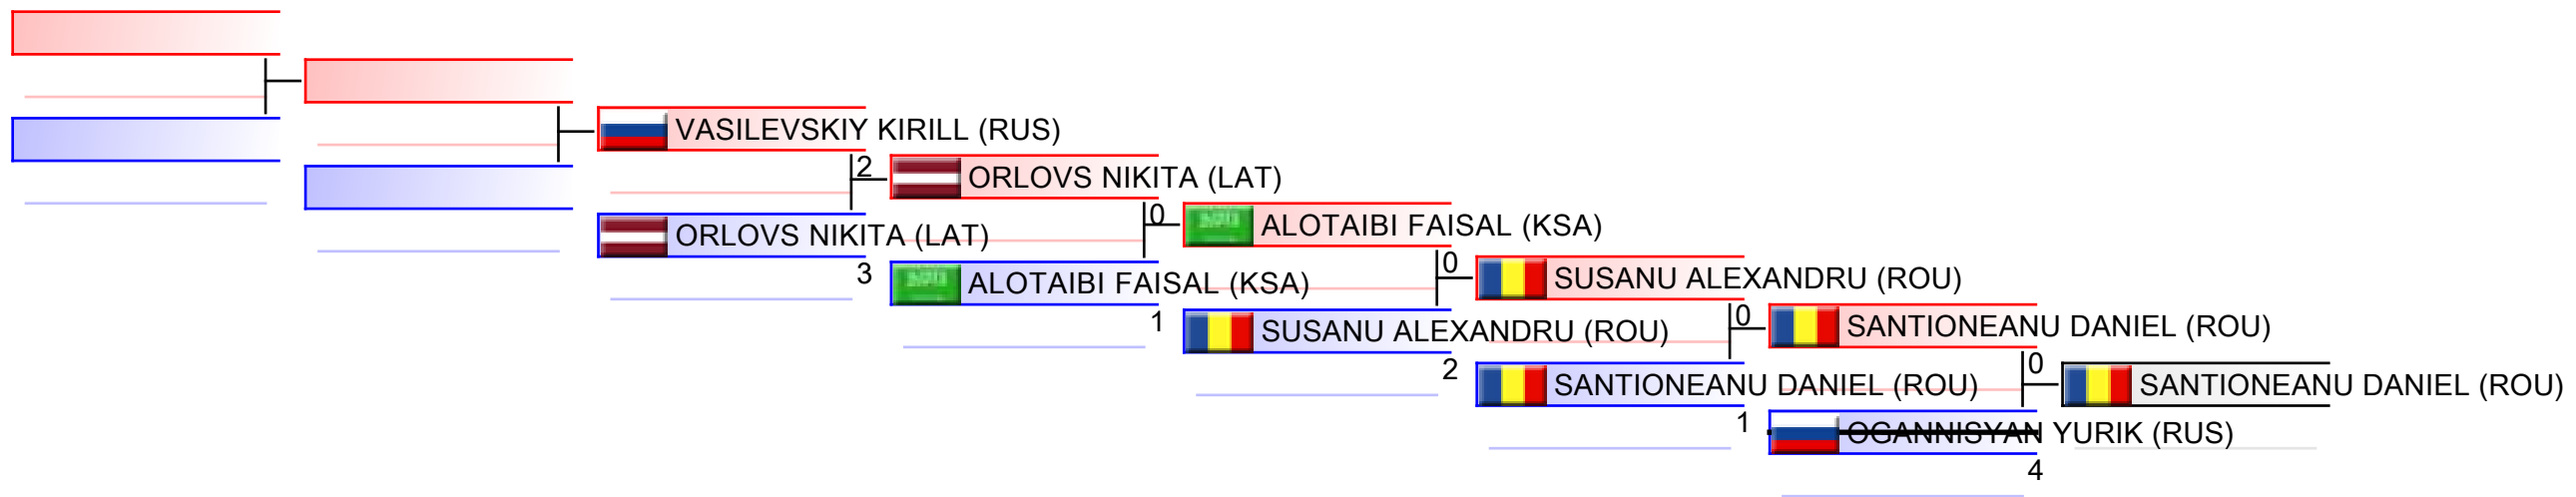 VASILEVSKIY KIRILL (RUS)
2
ORLOVS NIKITA (LAT)
0
ALOTAIBI FAISAL (KSA)
ORLOVS NIKITA (LAT)
3
0
SUSANU ALEXANDRU (ROU)
ALOTAIBI FAISAL (KSA)
1
0
SANTIONEANU DANIEL (ROU)
SUSANU ALEXANDRU (ROU)
2
0
SANTIONEANU DANIEL (ROU)
SANTIONEANU DANIEL (ROU)
1
OGANNISYAN YURIK (RUS)
4